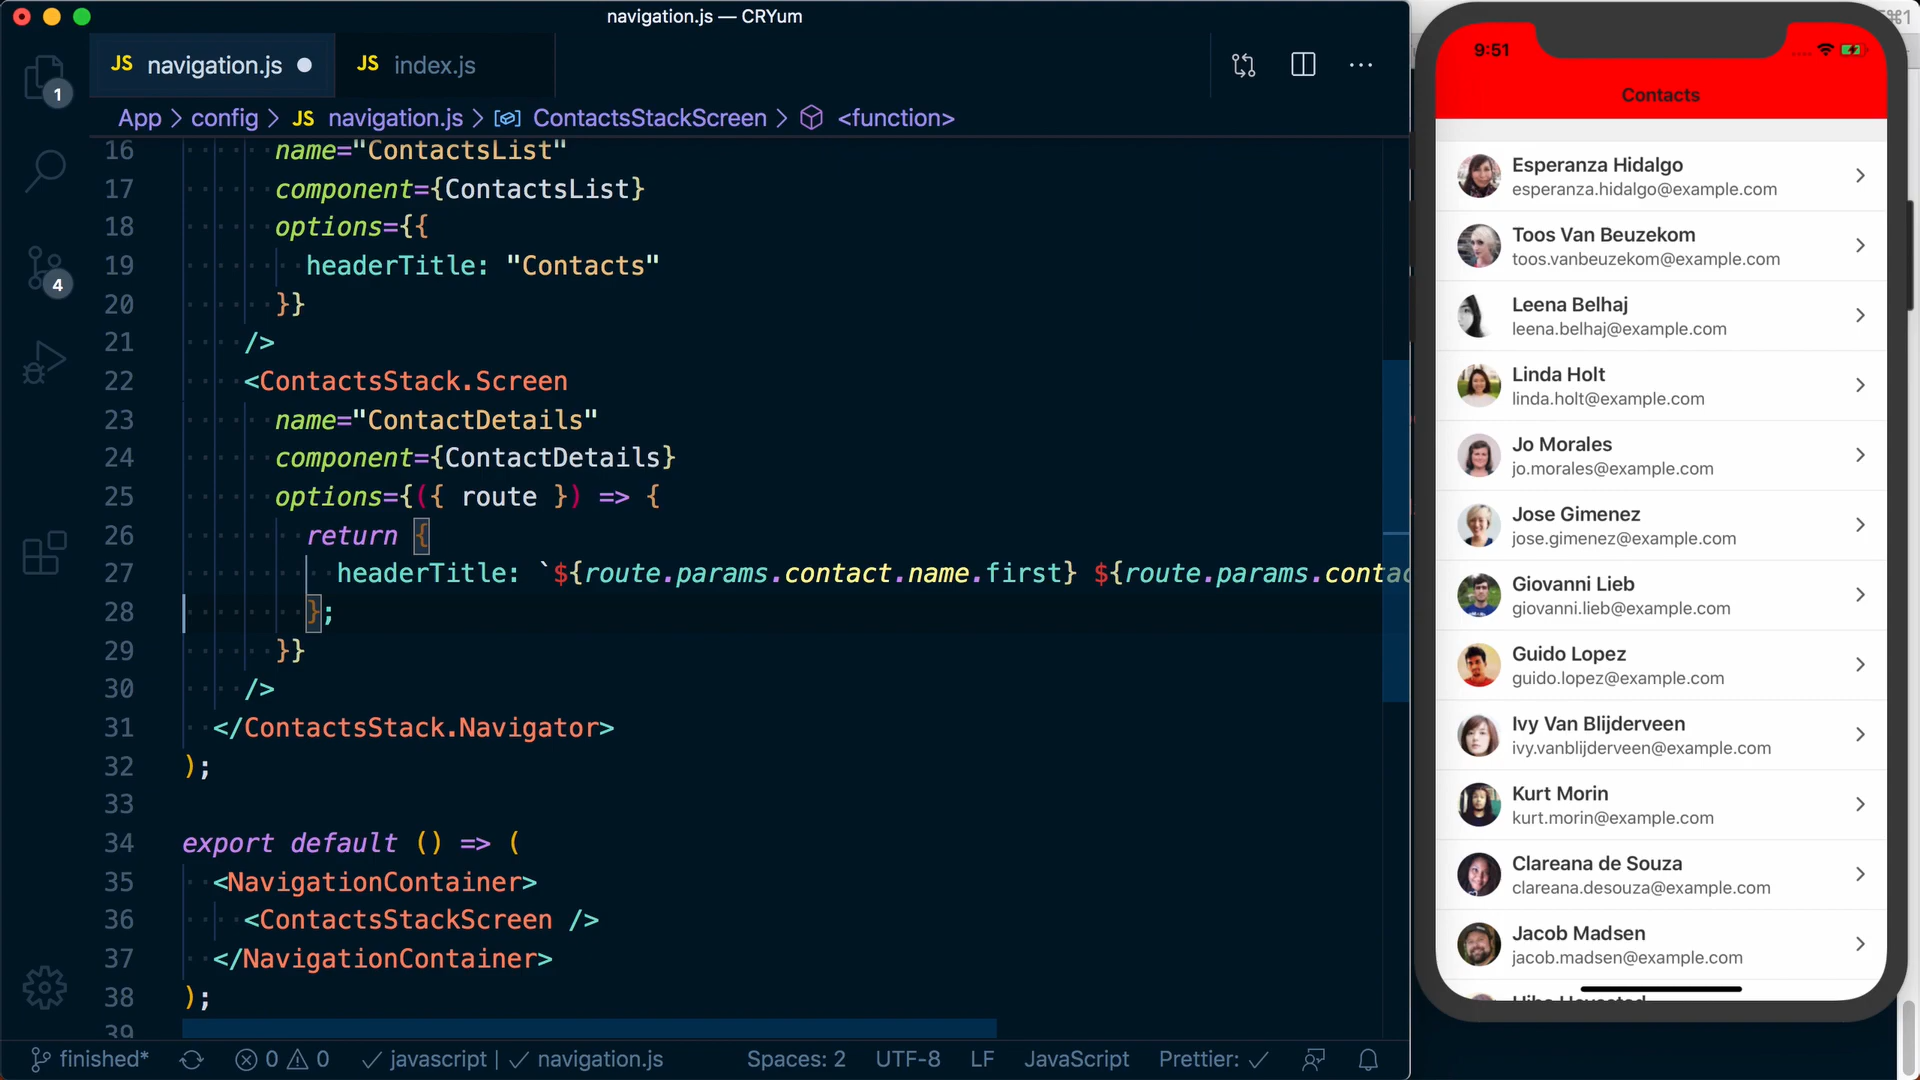 navigation.js — CRYum
JS navigation.js
JS index.js
App > config > JS navigation.js > ContactsStackScreen > <function>
1
4
16 name="ContactsList"
17 component={ContactsList}
18 options={{
19 headerTitle: "Contacts"
20 }}
21 />
22 <ContactsStack.Screen
23 name="ContactDetails"
24 component={ContactDetails}
25 options={({ route }) => {
26 return {
27 headerTitle: `${route.params.contact.name.first} ${route.params.contac
28 };
29 }}
30 />
31 </ContactsStack.Navigator>
32 );
33
34 export default () => (
35 <NavigationContainer>
36 <ContactsStackScreen />
37 </NavigationContainer>
38 );
39
finished* 0 0 javascript | navigation.js Spaces: 2 UTF-8 LF JavaScript Prettier:
⌘1
9:51
Contacts
Esperanza Hidalgo
esperanza.hidalgo@example.com
Toos Van Beuzekom
toos.vanbeuzekom@example.com
Leena Belhaj
leena.belhaj@example.com
Linda Holt
linda.holt@example.com
Jo Morales
jo.morales@example.com
Jose Gimenez
jose.gimenez@example.com
Giovanni Lieb
giovanni.lieb@example.com
Guido Lopez
guido.lopez@example.com
Ivy Van Blijderveen
ivy.vanblijderveen@example.com
Kurt Morin
kurt.morin@example.com
Clareana de Souza
clareana.desouza@example.com
Jacob Madsen
jacob.madsen@example.com